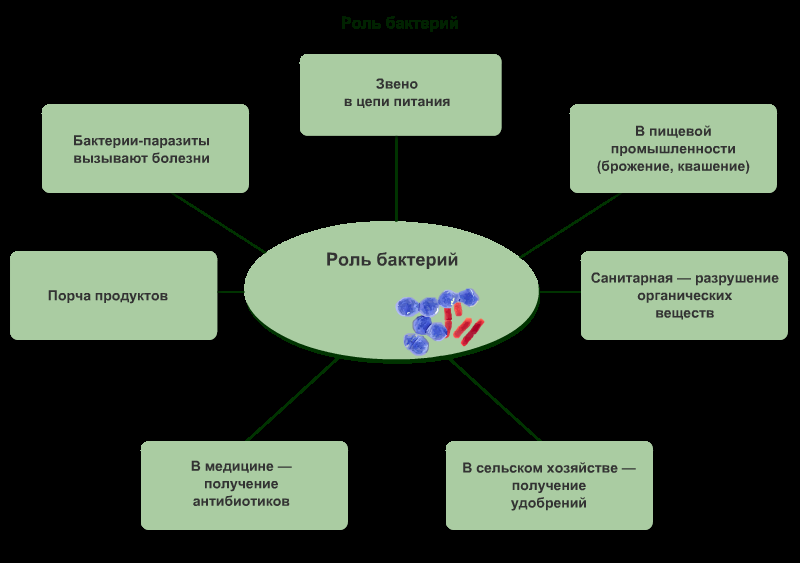 Роль бактерий
Звено
в цепи питания
Бактерии-паразиты
вызывают болезни
В пищевой
промышленности
(брожение, квашение)
Роль бактерий
Порча продуктов
Санитарная — разрушение
органических
веществ
В медицине —
получение
антибиотиков
В сельском хозяйстве —
получение
удобрений